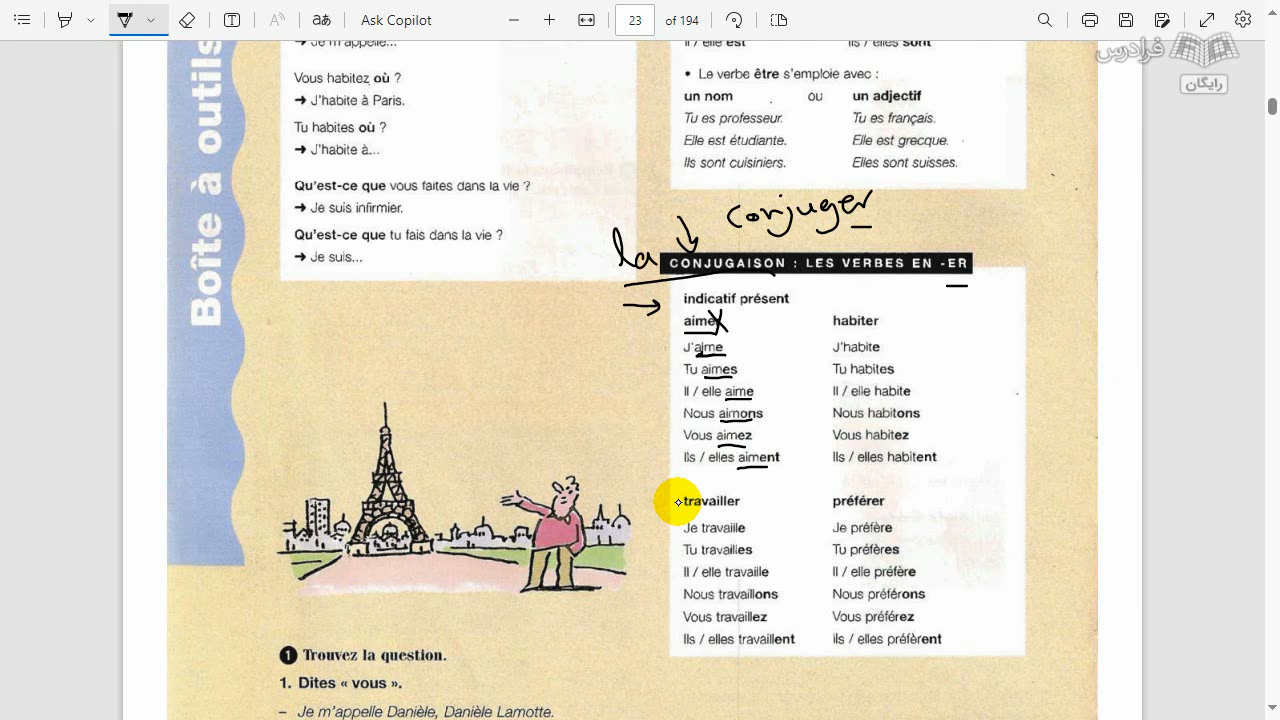 Ask Copilot
23 of 194
فرادرس
رایگان
Boîte à outils
→ Je m'appelle...
Vous habitez où ?
→ J'habite à Paris.
Tu habites où ?
→ J'habite à...
Qu'est-ce que vous faites dans la vie ?
→ Je suis infirmier.
Qu'est-ce que tu fais dans la vie ?
→ Je suis...
Il / elle est ils / elles sont
• Le verbe être s'emploie avec :
un nom ou un adjectif
Tu es professeur. Tu es français.
Elle est étudiante. Elle est grecque.
Ils sont cuisiniers. Elles sont suisses.
conjuger
la
CONJUGAISON : LES VERBES EN -ER
indicatif présent
aimer habiter
J'aime J'habite
Tu aimes Tu habites
Il / elle aime Il / elle habite
Nous aimons Nous habitons
Vous aimez Vous habitez
Ils / elles aiment Ils / elles habitent
travailler préférer
Je travaille Je préfère
Tu travailles Tu préfères
Il / elle travaille Il / elle préfère
Nous travaillons Nous préférons
Vous travaillez Vous préférez
Ils / elles travaillent ils / elles préfèrent
1 Trouvez la question.
1. Dites « vous ».
– Je m'appelle Danièle, Danièle Lamotte.